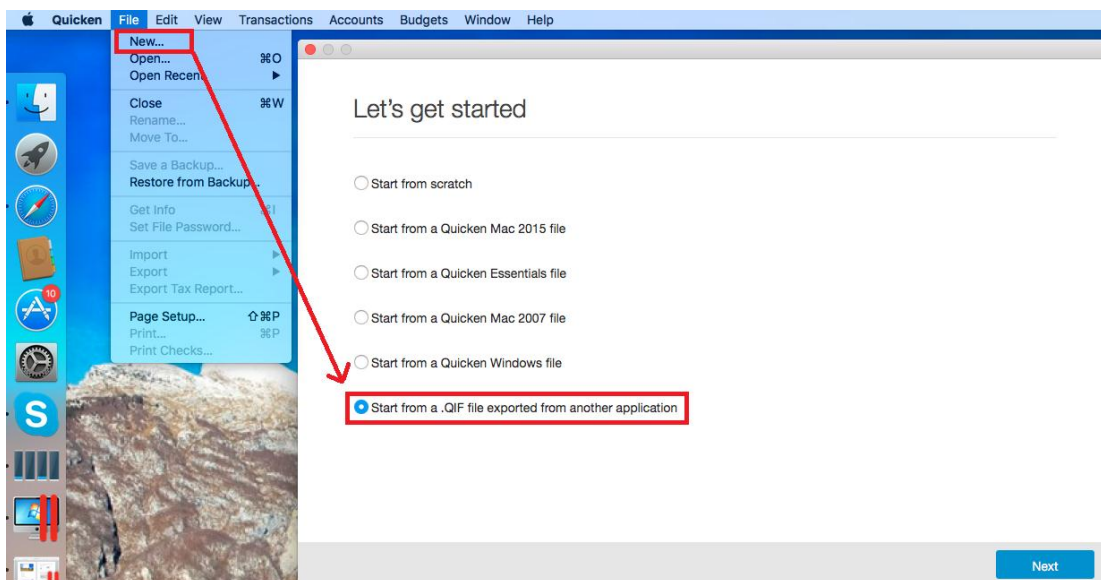 Quicken File Edit View Transactions Accounts Budgets Window Help
New...
Open... ⌘O
Open Recent ▶
Close ⌘W
Rename...
Move To...
Save a Backup...
Restore from Backup...
Get Info ⌘I
Set File Password...
Import ▶
Export ▶
Export Tax Report...
Page Setup... ⇧⌘P
Print... ⌘P
Print Checks...
10
S
Let's get started
Start from scratch
Start from a Quicken Mac 2015 file
Start from a Quicken Essentials file
Start from a Quicken Mac 2007 file
Start from a Quicken Windows file
Start from a .QIF file exported from another application
Next